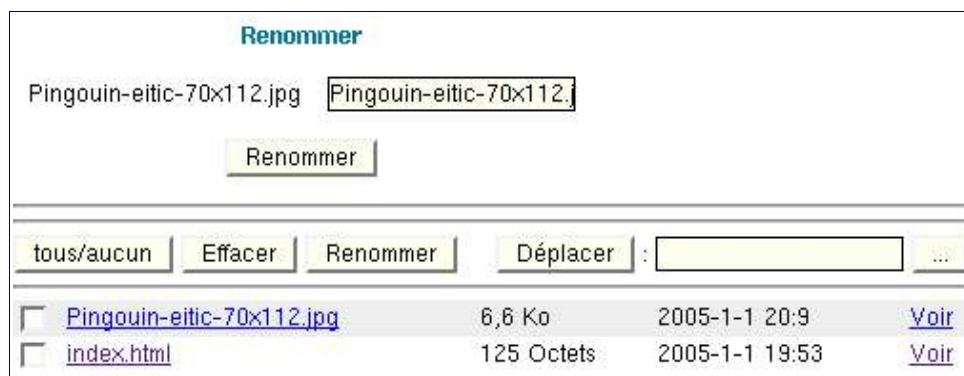 Renommer
Pingouin-eitic-70x112.jpg Pingouin-eitic-70x112.j
Renommer
tous/aucun Effacer Renommer Déplacer : ...
Pingouin-eitic-70x112.jpg 6,6 Ko 2005-1-1 20:9 Voir
index.html 125 Octets 2005-1-1 19:53 Voir